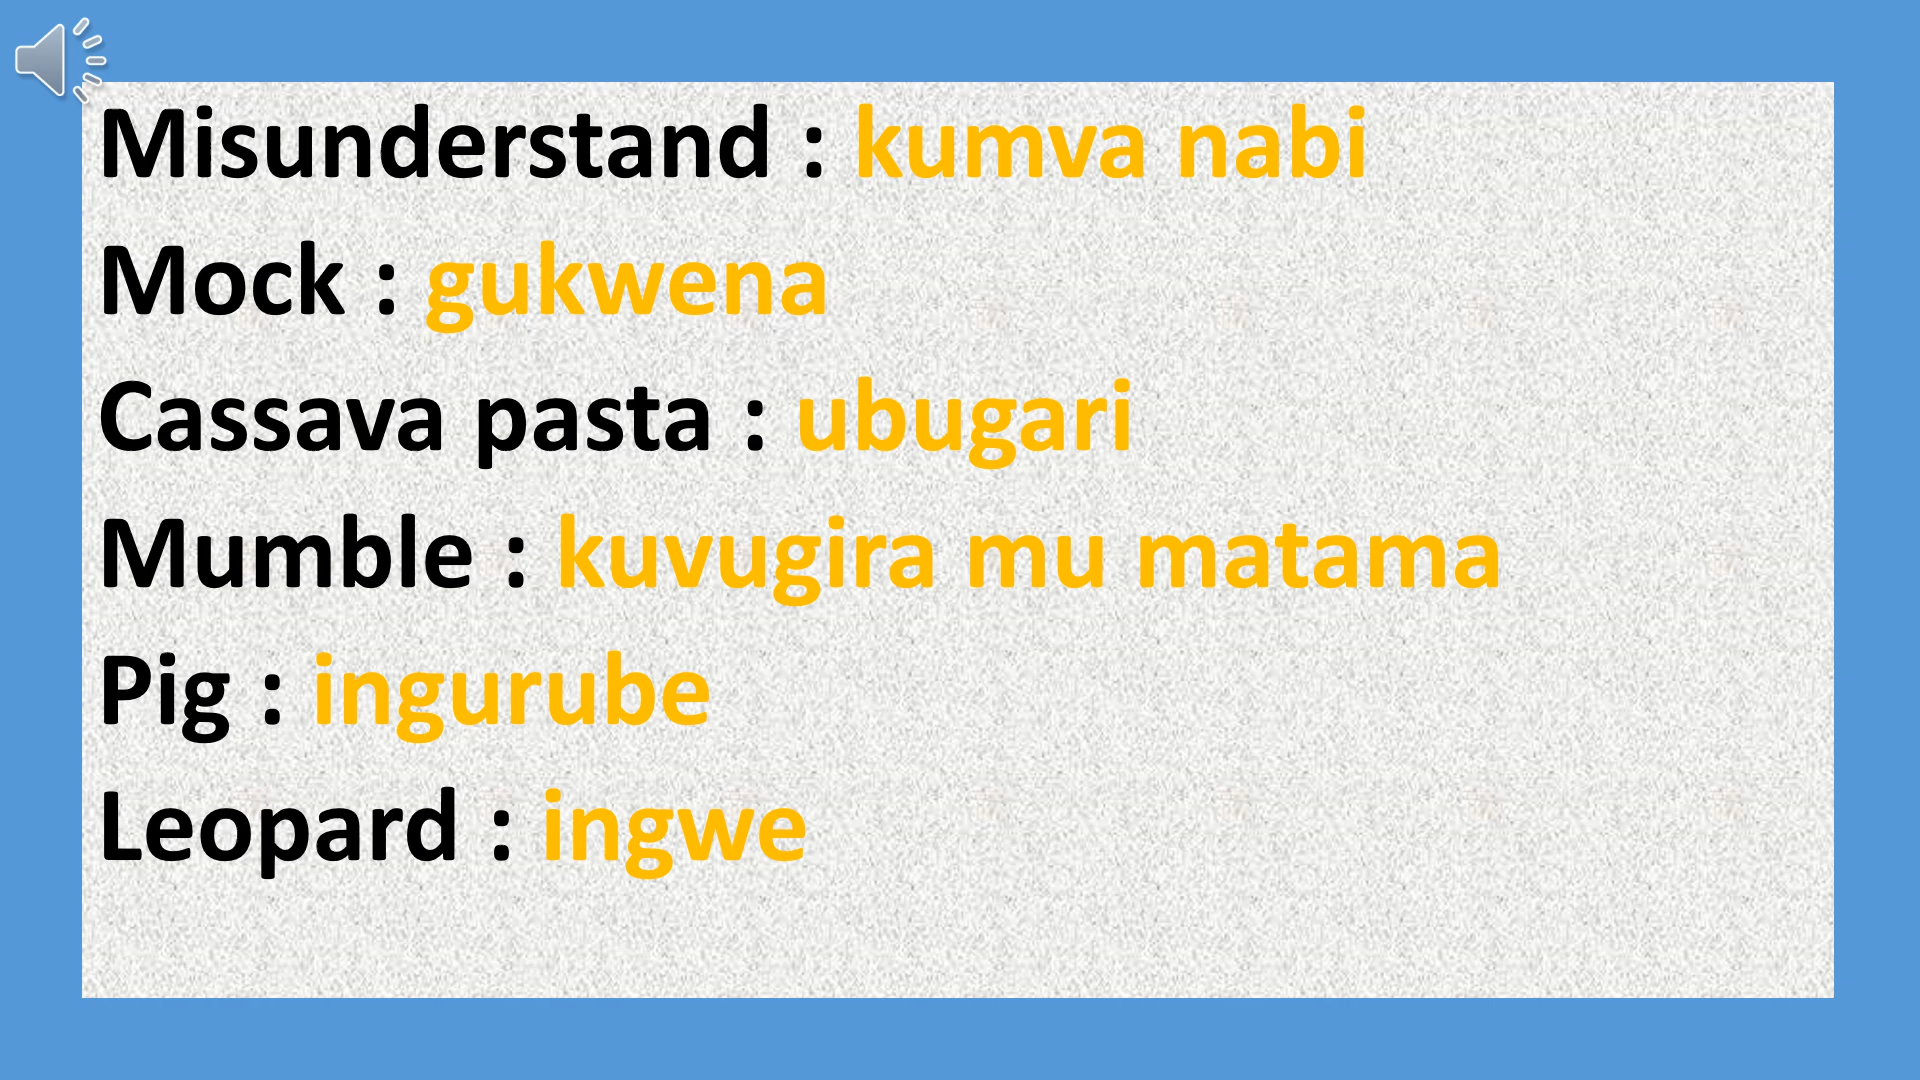 Misunderstand : kumva nabi
Mock : gukwena
Cassava pasta : ubugari
Mumble : kuvugira mu matama
Pig : ingurube
Leopard : ingwe